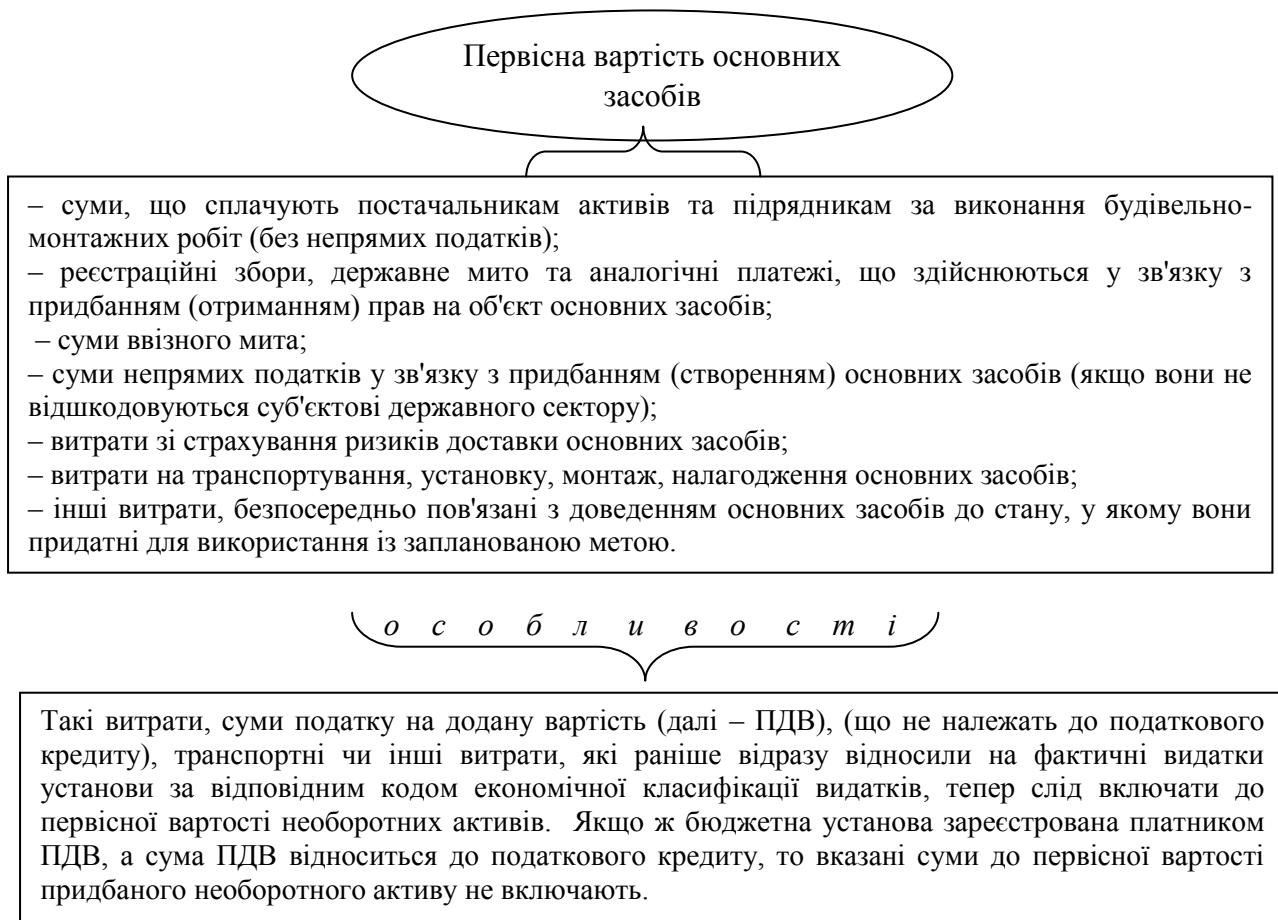 Первісна вартість основних
засобів
– суми, що сплачують постачальникам активів та підрядникам за виконання будівельно-
монтажних робіт (без непрямих податків);
– реєстраційні збори, державне мито та аналогічні платежі, що здійснюються у зв'язку з
придбанням (отриманням) прав на об'єкт основних засобів;
– суми ввізного мита;
– суми непрямих податків у зв'язку з придбанням (створенням) основних засобів (якщо вони не
відшкодовуються суб'єктові державного сектору);
– витрати зі страхування ризиків доставки основних засобів;
– витрати на транспортування, установку, монтаж, налагодження основних засобів;
– інші витрати, безпосередньо пов'язані з доведенням основних засобів до стану, у якому вони
придатні для використання із запланованою метою.
о с о б л и в о с т і
Такі витрати, суми податку на додану вартість (далі – ПДВ), (що не належать до податкового
кредиту), транспортні чи інші витрати, які раніше відразу відносили на фактичні видатки
установи за відповідним кодом економічної класифікації видатків, тепер слід включати до
первісної вартості необоротних активів. Якщо ж бюджетна установа зареєстрована платником
ПДВ, а сума ПДВ відноситься до податкового кредиту, то вказані суми до первісної вартості
придбаного необоротного активу не включають.